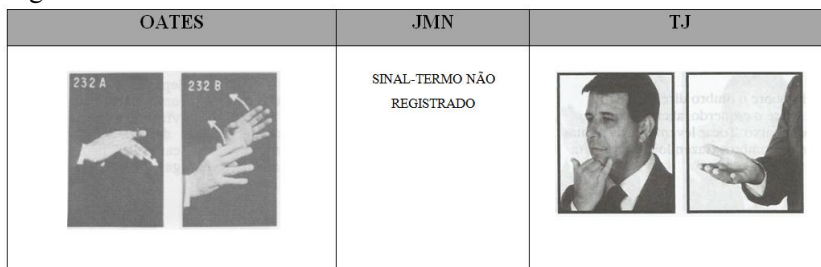 OATES
JMN
TJ
232 A
232 B
SINAL-TERMO NÃO
REGISTRADO